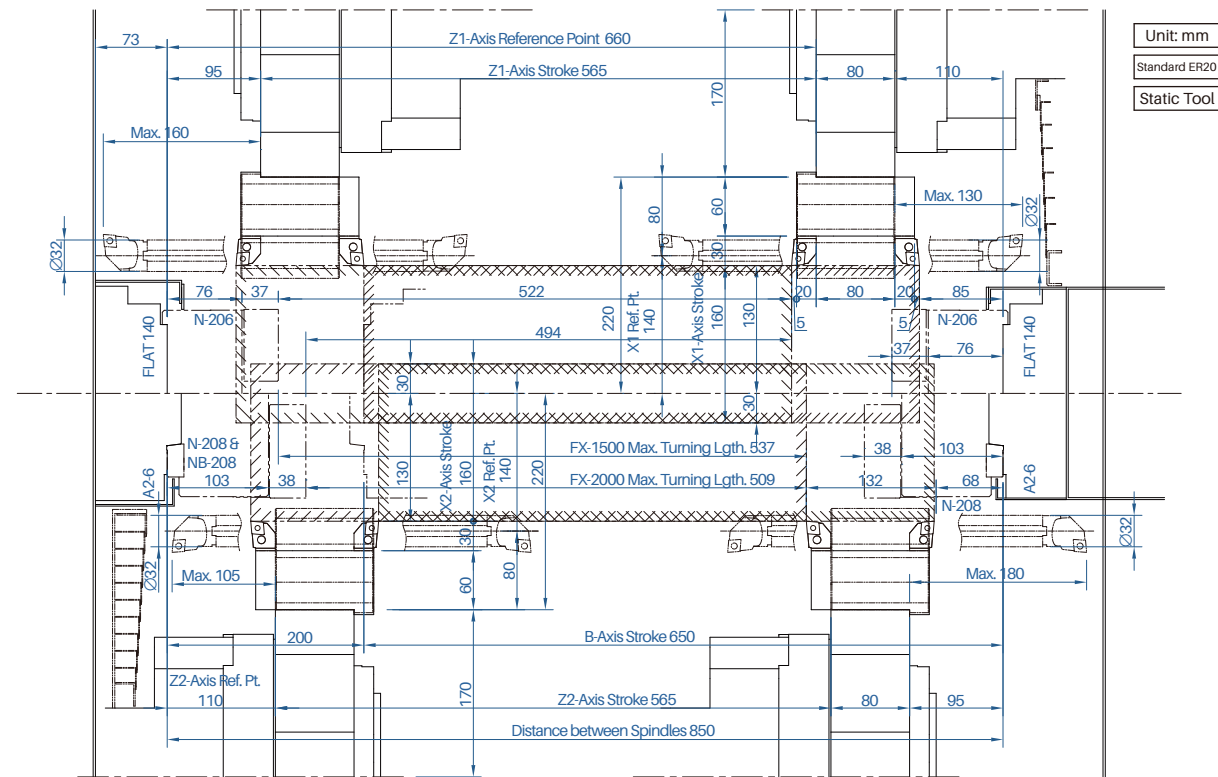 Unit: mm
Standard ER20
Static Tool
73
Z1-Axis Reference Point 660
95
Z1-Axis Stroke 565
80
110
170
Max. 160
80
60
Max. 130
Ø32
Ø32
30
76
37
522
20
80
20
85
N-206
220
X1 Ref. Pt.
140
X1-Axis Stroke
160
130
5
5
N-206
FLAT 140
494
37
76
FLAT 140
30
30
N-208 &
NB-208
X2-Axis Stroke
130
160
X2 Ref. Pt.
140
220
FX-1500 Max. Turning Lgth. 537
38
103
A2-6
103
38
FX-2000 Max. Turning Lgth. 509
132
68
A2-6
N-208
Ø32
30
Ø32
Max. 105
60
80
Max. 180
200
B-Axis Stroke 650
Z2-Axis Ref. Pt.
110
170
Z2-Axis Stroke 565
80
95
Distance between Spindles 850